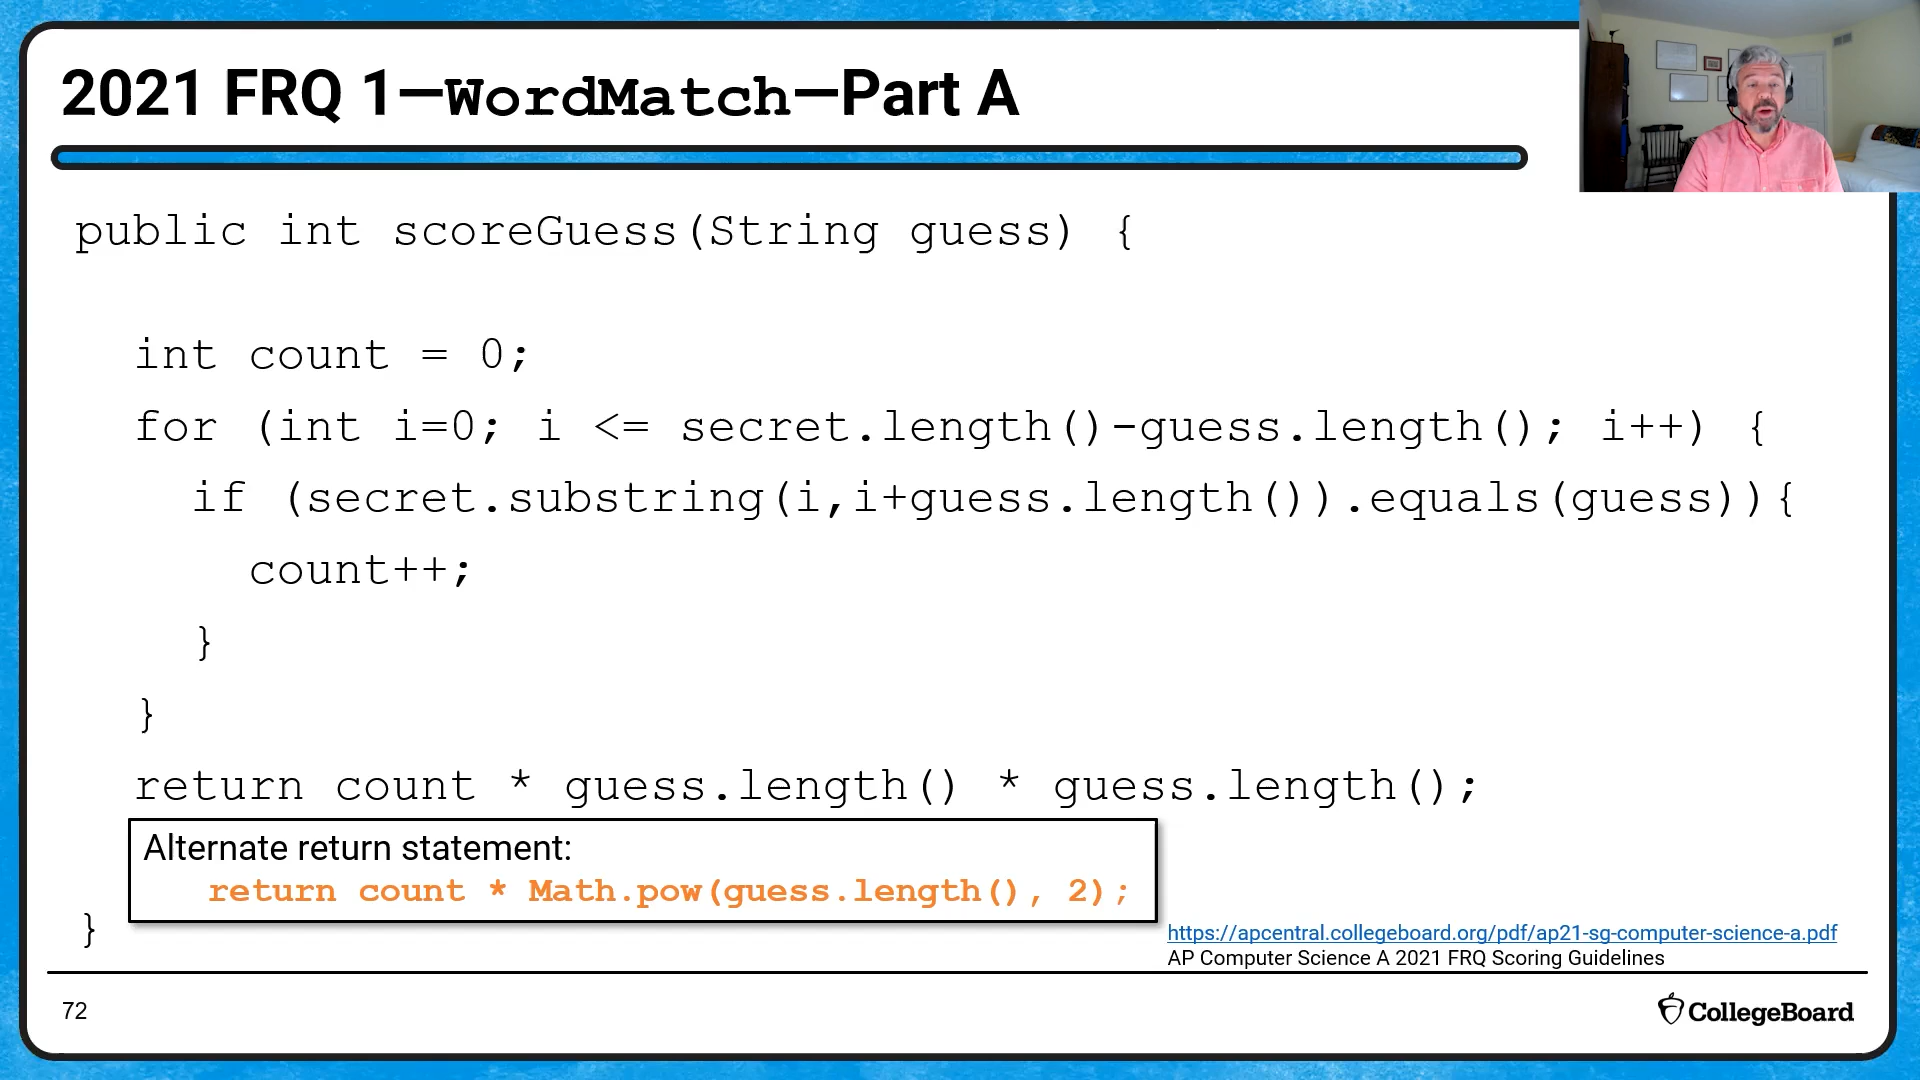 2021 FRQ 1—WordMatch—Part A
public int scoreGuess(String guess) {
int count = 0;
for (int i=0; i <= secret.length()-guess.length(); i++) {
if (secret.substring(i,i+guess.length()).equals(guess)){
count++;
}
}
return count * guess.length() * guess.length();
Alternate return statement:
return count * Math.pow(guess.length(), 2);
}
https://apcentral.collegeboard.org/pdf/ap21-sg-computer-science-a.pdf
AP Computer Science A 2021 FRQ Scoring Guidelines
72
CollegeBoard